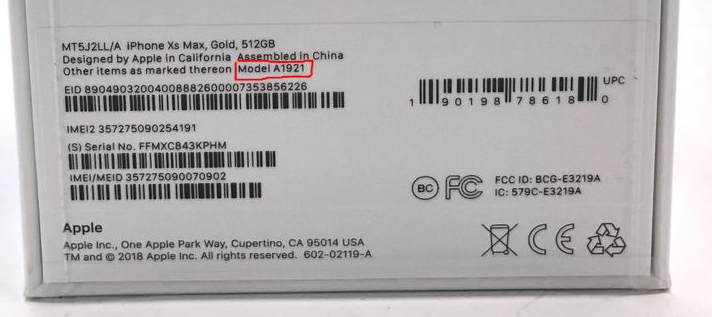 MT5J2LL/A iPhone Xs Max, Gold, 512GB
Designed by Apple in California Assembled in China
Other items as marked thereon Model A1921
EID 89049032004008882600007353856226
IMEI2 357275090254191
(S) Serial No. FFMXC843KPHM
IMEI/MEID 357275090070902
UPC
1 90198 78618 0
BC FC FCC ID: BCG-E3219A
IC: 579C-E3219A
Apple
Apple Inc., One Apple Park Way, Cupertino, CA 95014 USA
TM and © 2018 Apple Inc. All rights reserved. 602-02119-A
CE